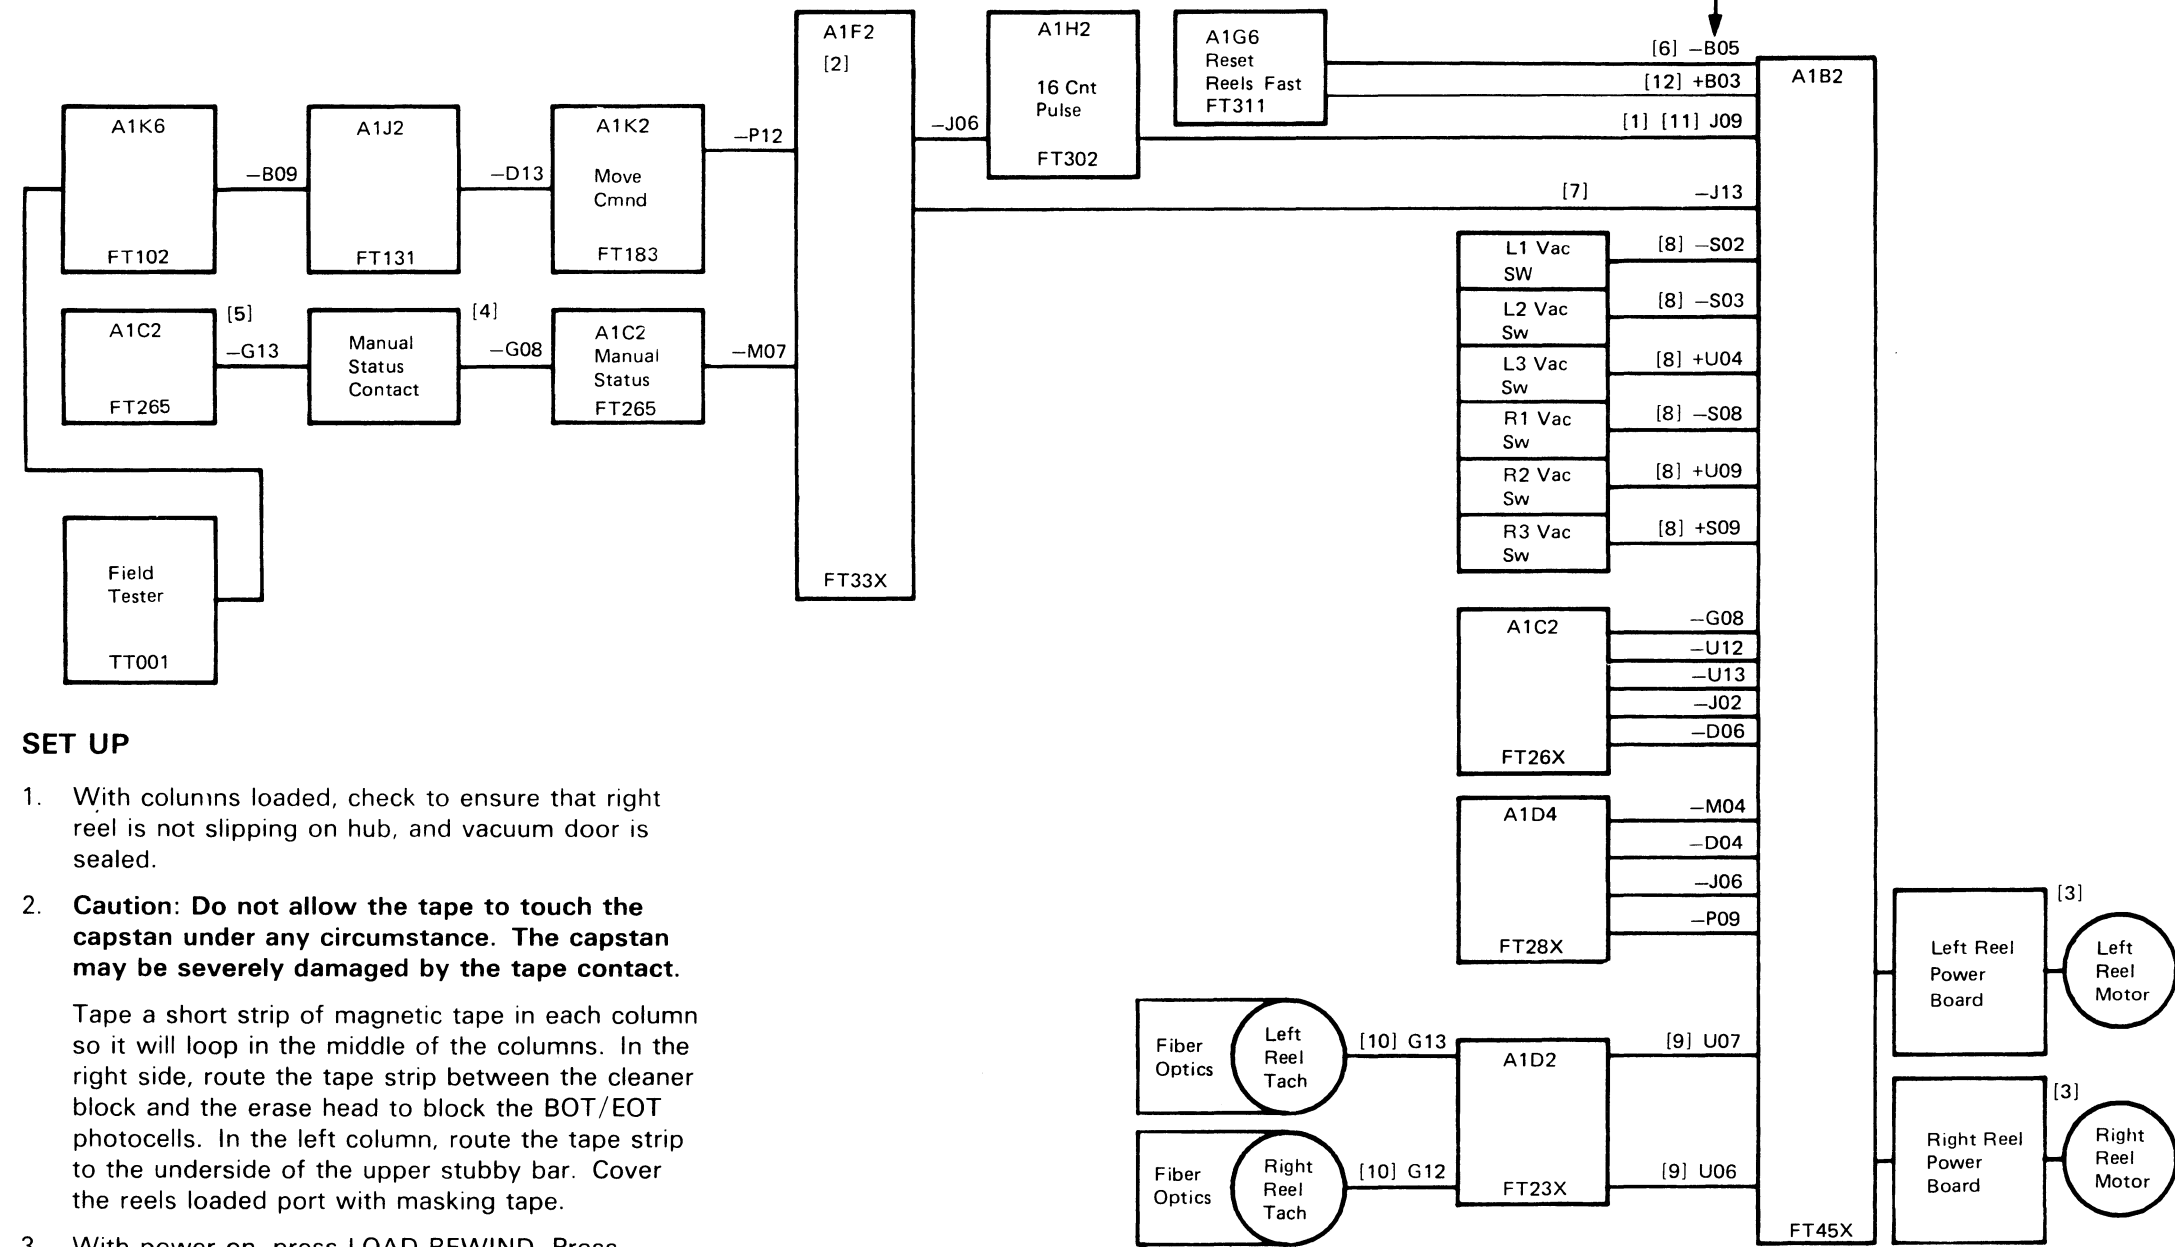 A1K6
FT102
—B09
A1J2
FT131
—D13
A1K2
Move
Cmnd
FT183
—P12
A1C2
FT265
[5]
—G13
Manual
Status
Contact
[4]
—G08
A1C2
Manual
Status
FT265
—M07
Field
Tester
TT001
A1F2
[2]
FT33X
—J06
A1H2
16 Cnt
Pulse
FT302
A1G6
Reset
Reels Fast
FT311
[6] —B05
[12] +B03
[1] [11] J09
[7] —J13
L1 Vac
SW
[8] —S02
L2 Vac
Sw
[8] —S03
L3 Vac
Sw
[8] +U04
R1 Vac
Sw
[8] —S08
R2 Vac
Sw
[8] +U09
R3 Vac
Sw
[8] +S09
A1C2
FT26X
—G08
—U12
—U13
—J02
—D06
A1D4
FT28X
—M04
—D04
—J06
—P09
Fiber
Optics
Left
Reel
Tach
[10] G13
Fiber
Optics
Right
Reel
Tach
[10] G12
A1D2
FT23X
[9] U07
[9] U06
A1B2
FT45X
Left Reel
Power
Board
[3]
Left
Reel
Motor
Right Reel
Power
Board
[3]
Right
Reel
Motor
SET UP
1. With columns loaded, check to ensure that right
reel is not slipping on hub, and vacuum door is
sealed.
2. Caution: Do not allow the tape to touch the
capstan under any circumstance. The capstan
may be severely damaged by the tape contact.
Tape a short strip of magnetic tape in each column
so it will loop in the middle of the columns. In the
right side, route the tape strip between the cleaner
block and the erase head to block the BOT/EOT
photocells. In the left column, route the tape strip
to the underside of the upper stubby bar. Cover
the reels loaded port with masking tape.
3. With power on, press LOAD REWIND. Press